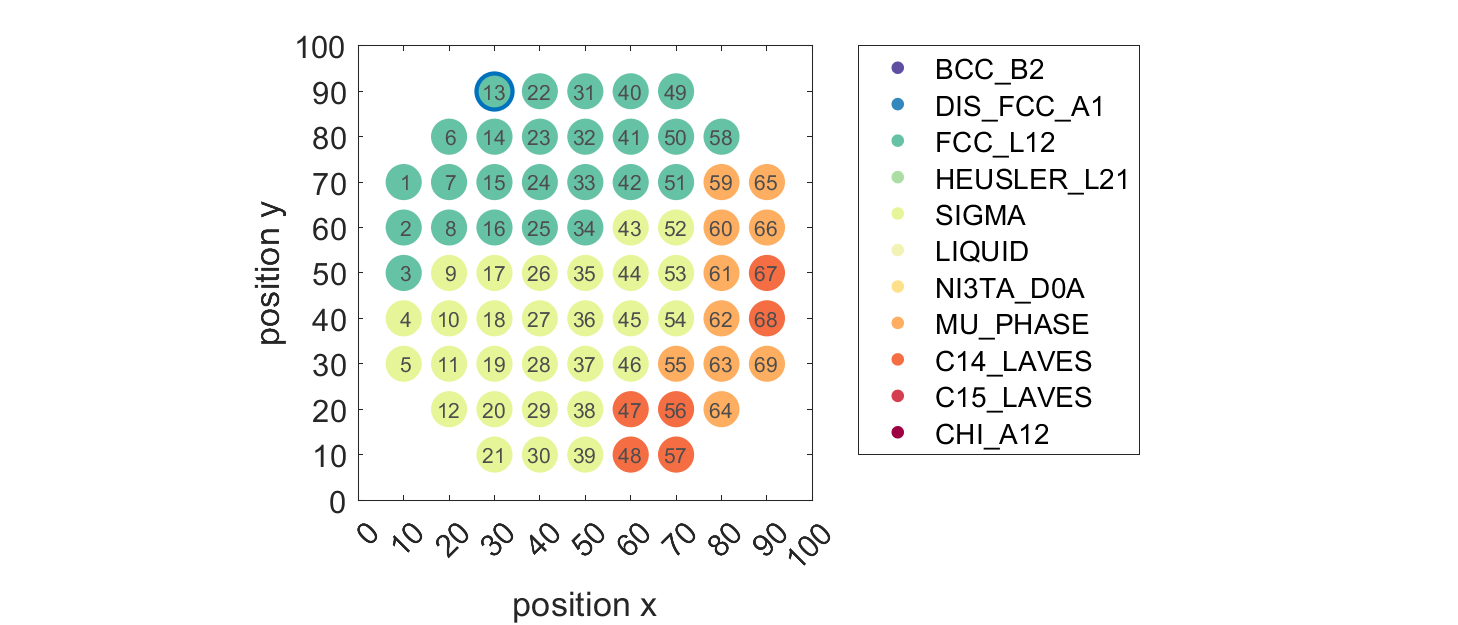 100
90
80
70
60
50
40
30
20
10
0
position y
13 22 31 40 49
6 14 23 32 41 50 58
1 7 15 24 33 42 51 59 65
2 8 16 25 34 43 52 60 66
3 9 17 26 35 44 53 61 67
4 10 18 27 36 45 54 62 68
5 11 19 28 37 46 55 63 69
12 20 29 38 47 56 64
21 30 39 48 57
0 10 20 30 40 50 60 70 80 90 100
position x
BCC_B2
DIS_FCC_A1
FCC_L12
HEUSLER_L21
SIGMA
LIQUID
NI3TA_D0A
MU_PHASE
C14_LAVES
C15_LAVES
CHI_A12